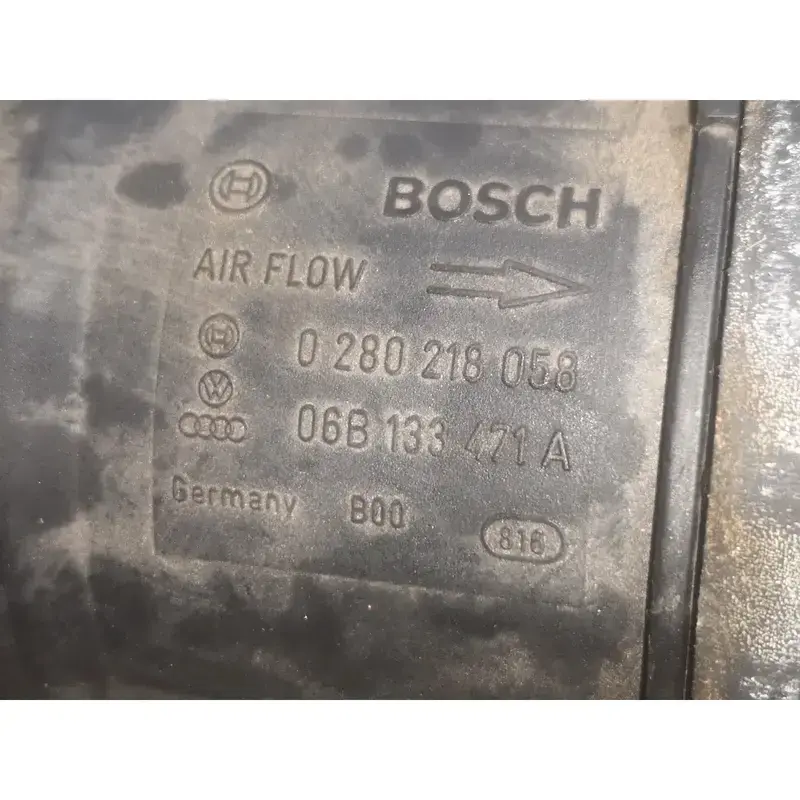 BOSCH
AIR FLOW
0 280 218 058
06B 133 471 A
Germany B00 816